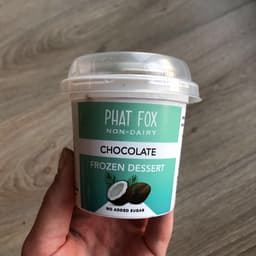 PHAT FOX
NON-DAIRY
CHOCOLATE
FROZEN DESSERT
NO ADDED SUGAR